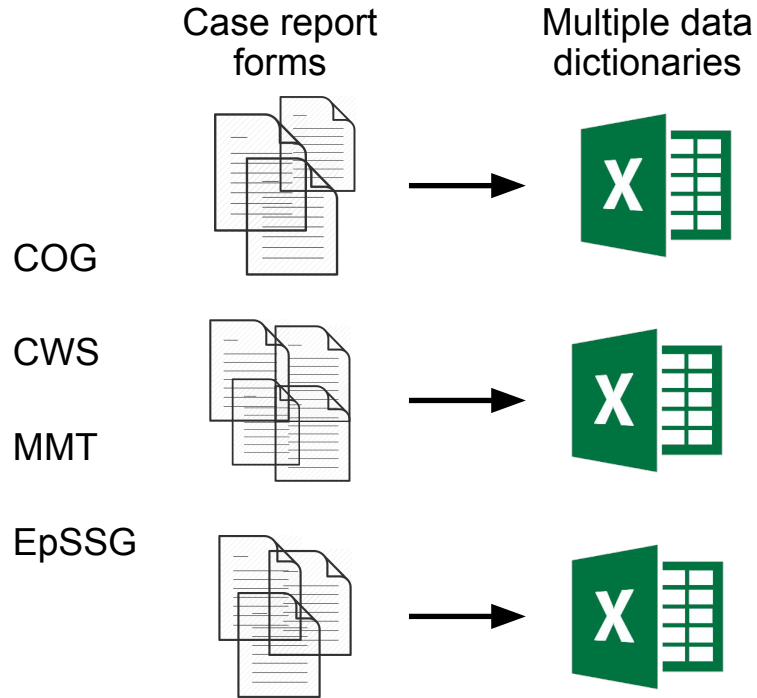 Case report
forms
Multiple data
dictionaries
COG
CWS
MMT
EpSSG
X
X
X